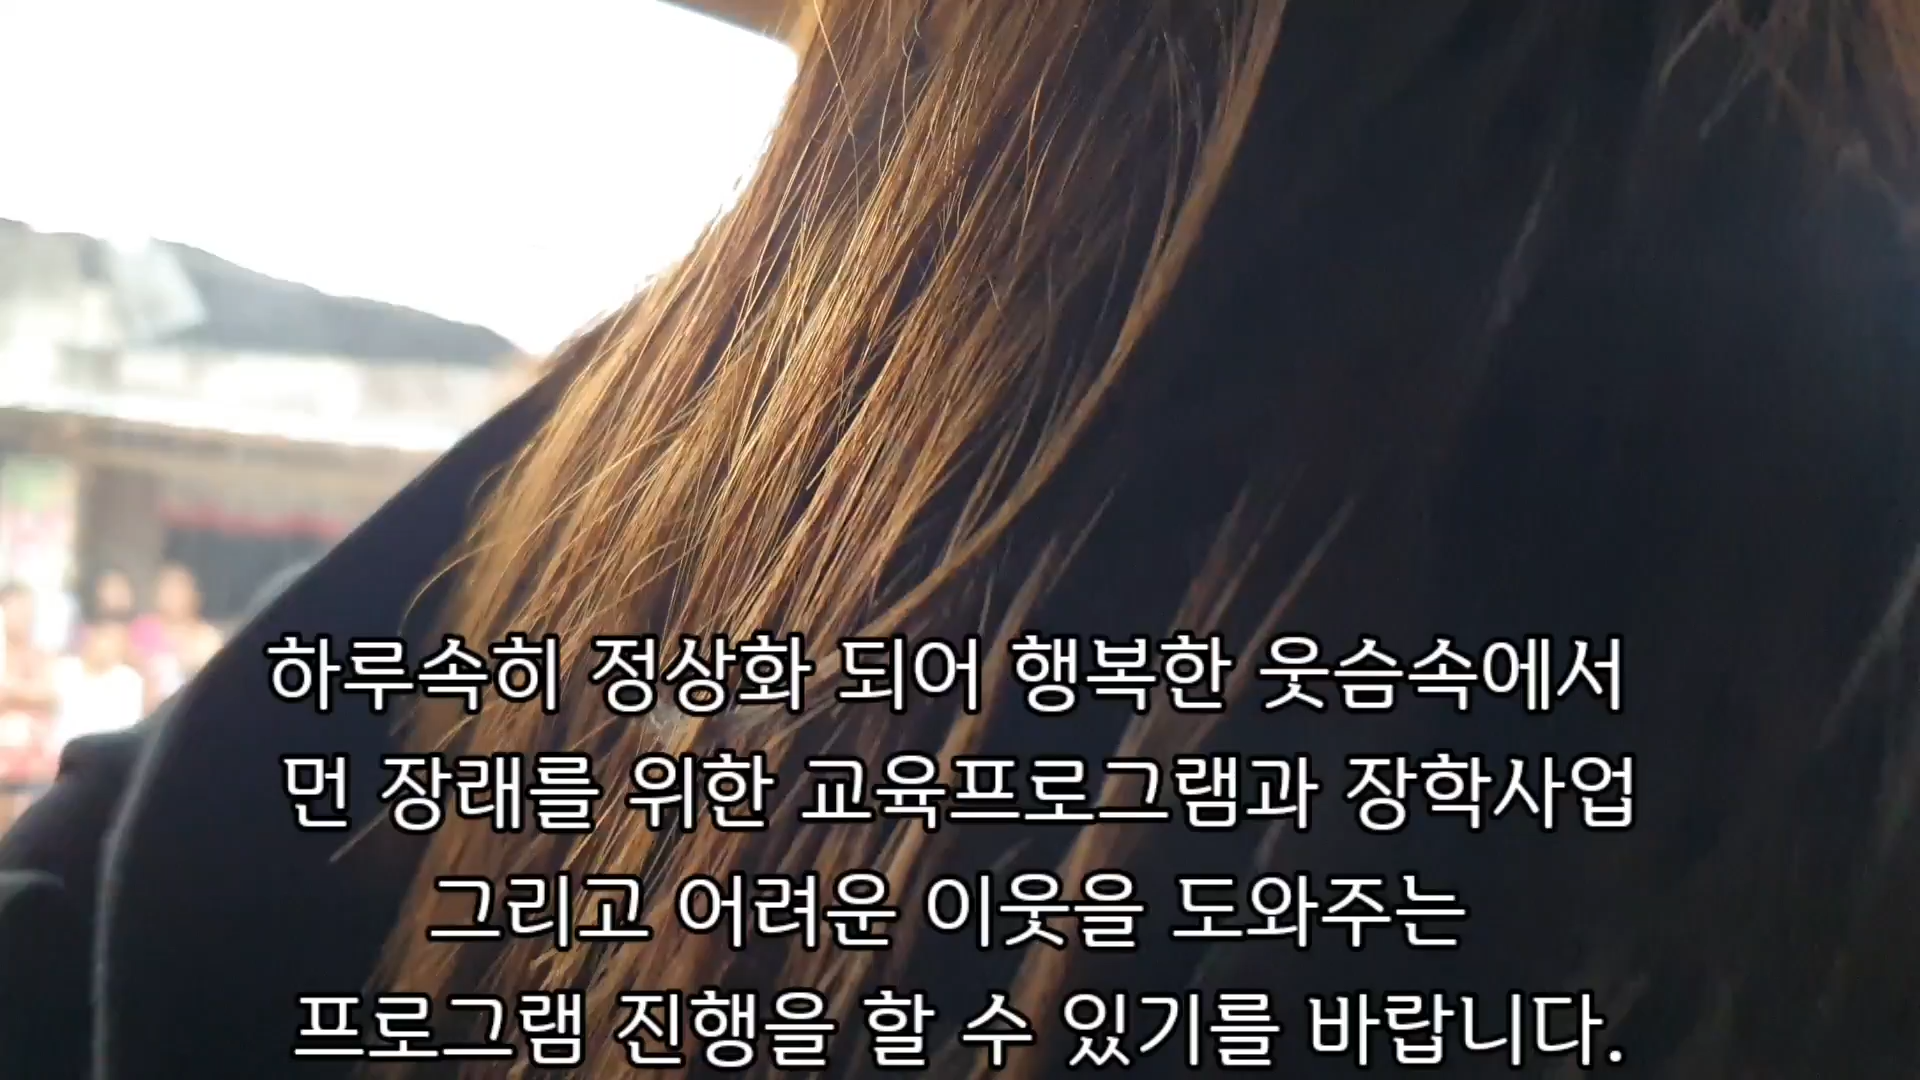 하루속히 정상화 되어 행복한 웃슴속에서
먼 장래를 위한 교육프로그램과 장학사업
그리고 어려운 이웃을 도와주는
프로그램 진행을 할 수 있기를 바랍니다.